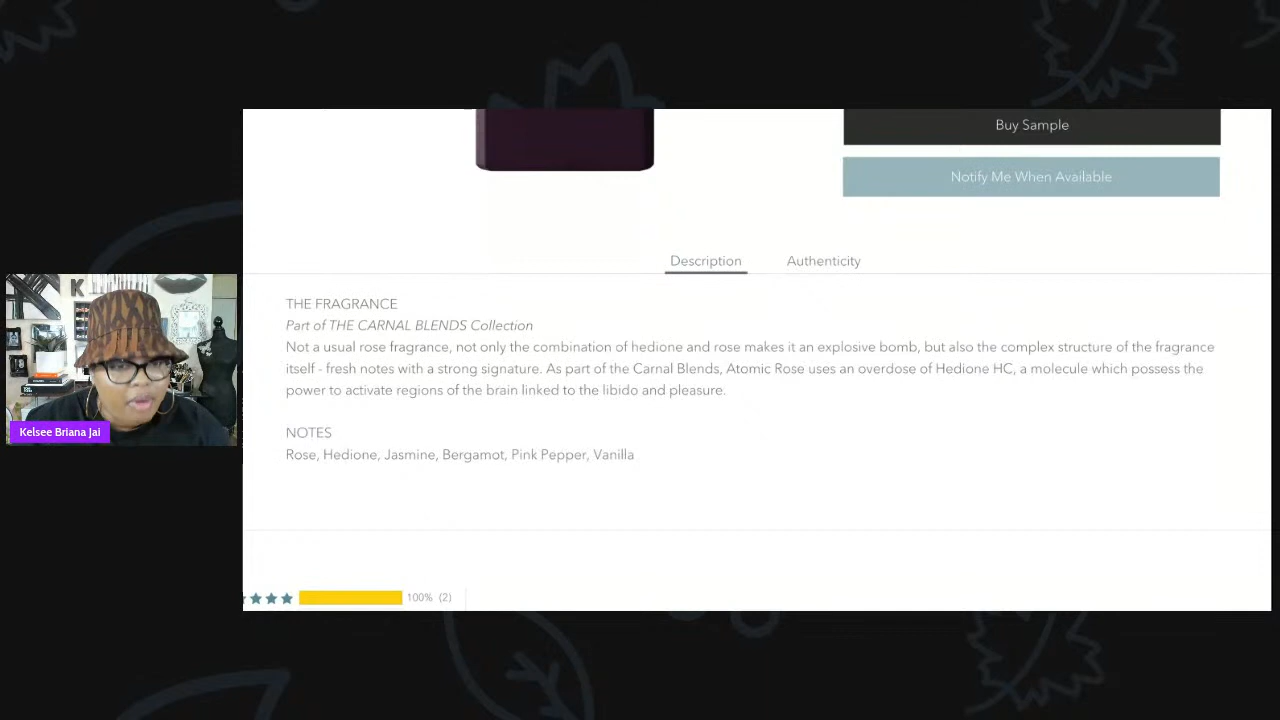 Buy Sample
Notify Me When Available
Description Authenticity
THE FRAGRANCE
Part of THE CARNAL BLENDS Collection
Not a usual rose fragrance, not only the combination of hedione and rose makes it an explosive bomb, but also the complex structure of the fragrance
itself - fresh notes with a strong signature. As part of the Carnal Blends, Atomic Rose uses an overdose of Hedione HC, a molecule which possess the
power to activate regions of the brain linked to the libido and pleasure.
NOTES
Rose, Hedione, Jasmine, Bergamot, Pink Pepper, Vanilla
100% (2)
K
Kelsee Briana Jai